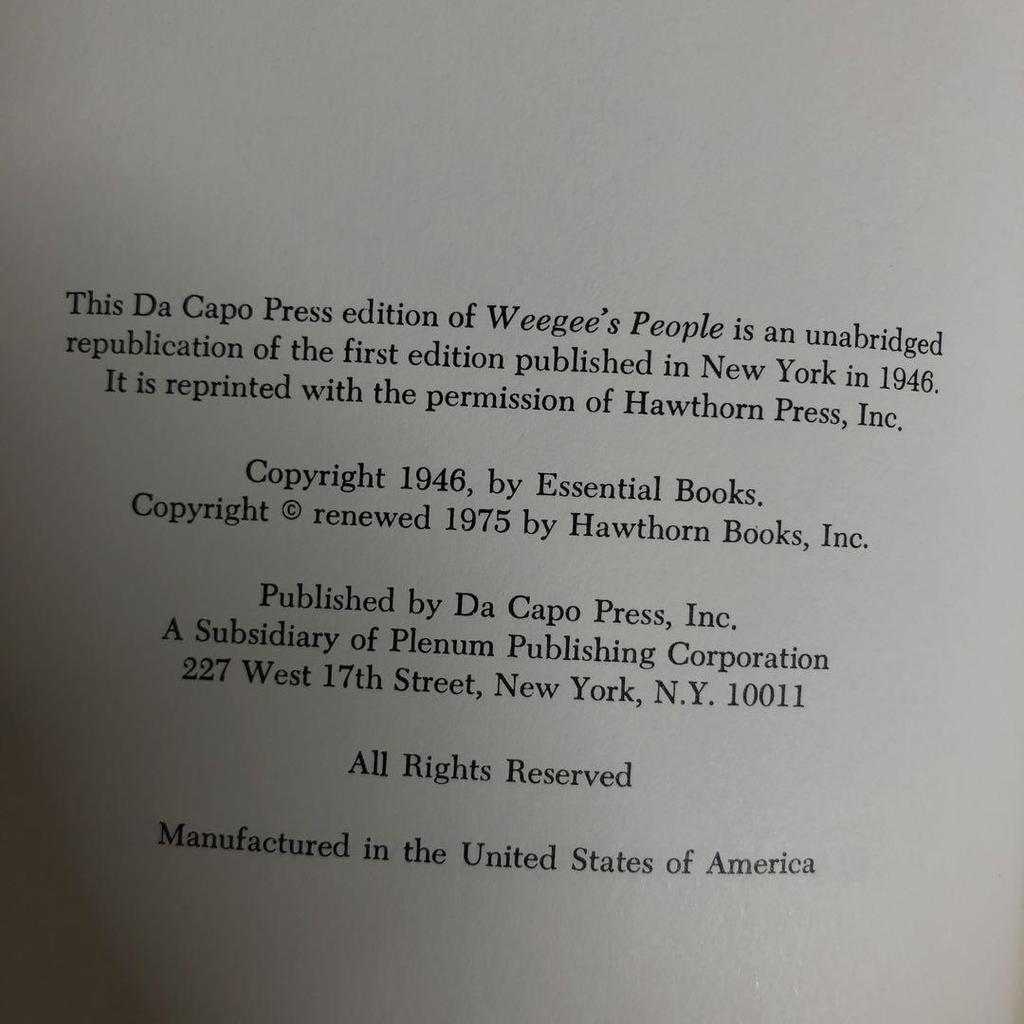 This Da Capo Press edition of Weegee's People is an unabridged
republication of the first edition published in New York in 1946.
It is reprinted with the permission of Hawthorn Press, Inc.
Copyright 1946, by Essential Books.
Copyright © renewed 1975 by Hawthorn Books, Inc.
Published by Da Capo Press, Inc.
A Subsidiary of Plenum Publishing Corporation
227 West 17th Street, New York, N.Y. 10011
All Rights Reserved
Manufactured in the United States of America